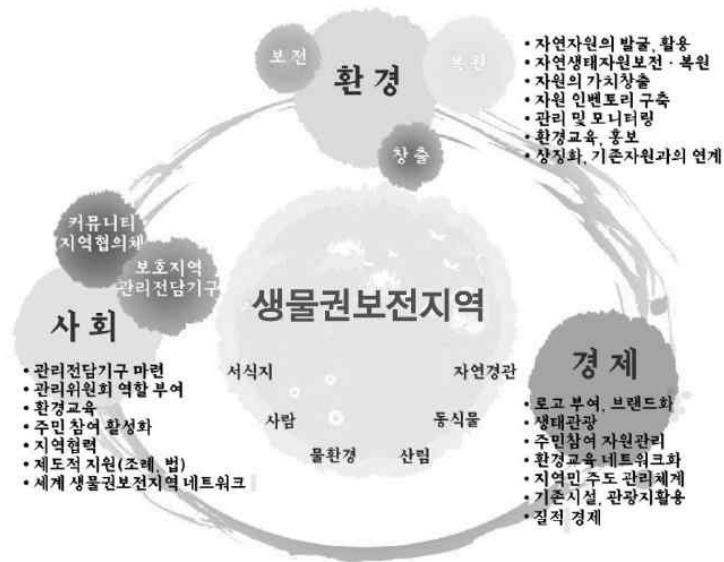 보전
환경
복원
창출
• 자연자원의 발굴, 활용
• 자연생태자원보전 · 복원
• 자원의 가치창출
• 자원 인벤토리 구축
• 관리 및 모니터링
• 환경교육, 홍보
• 상징화, 기존자원과의 연계
커뮤니티
지역협의체
보호지역
관리전담기구
사회
• 관리전담기구 마련
• 관리위원회 역할 부여
• 환경교육
• 주민 참여 활성화
• 지역협력
• 제도적 지원(조례, 법)
• 세계 생물권보전지역 네트워크
생물권보전지역
서식지
자연경관
사람
동식물
물환경
산림
경제
• 로고 부여, 브랜드화
• 생태관광
• 주민참여 자원관리
• 환경교육 네트워크화
• 지역민 주도 관리체계
• 기존시설, 관광지활용
• 질적 경제